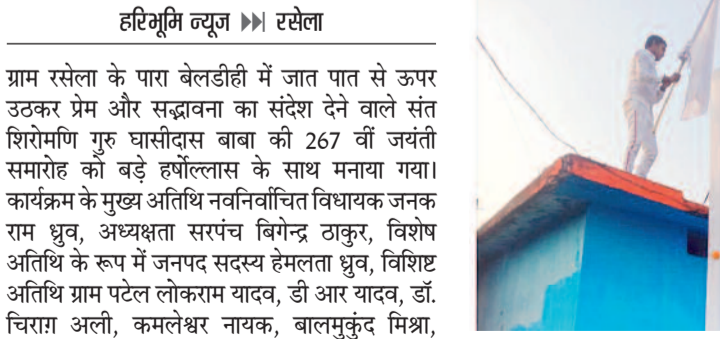 हरिभूमि न्यूज ▸▸| रसेला
ग्राम रसेला के पारा बेलडीही में जात पात से ऊपर
उठकर प्रेम और सद्भावना का संदेश देने वाले संत
शिरोमणि गुरु घासीदास बाबा की 267 वीं जयंती
समारोह को बड़े हर्षोल्लास के साथ मनाया गया।
कार्यक्रम के मुख्य अतिथि नवनिर्वाचित विधायक जनक
राम ध्रुव, अध्यक्षता सरपंच बिगेन्द्र ठाकुर, विशेष
अतिथि के रूप में जनपद सदस्य हेमलता ध्रुव, विशिष्ट
अतिथि ग्राम पटेल लोकराम यादव, डी आर यादव, डॉ.
चिराग़ अली, कमलेश्वर नायक, बालमुकुंद मिश्रा,